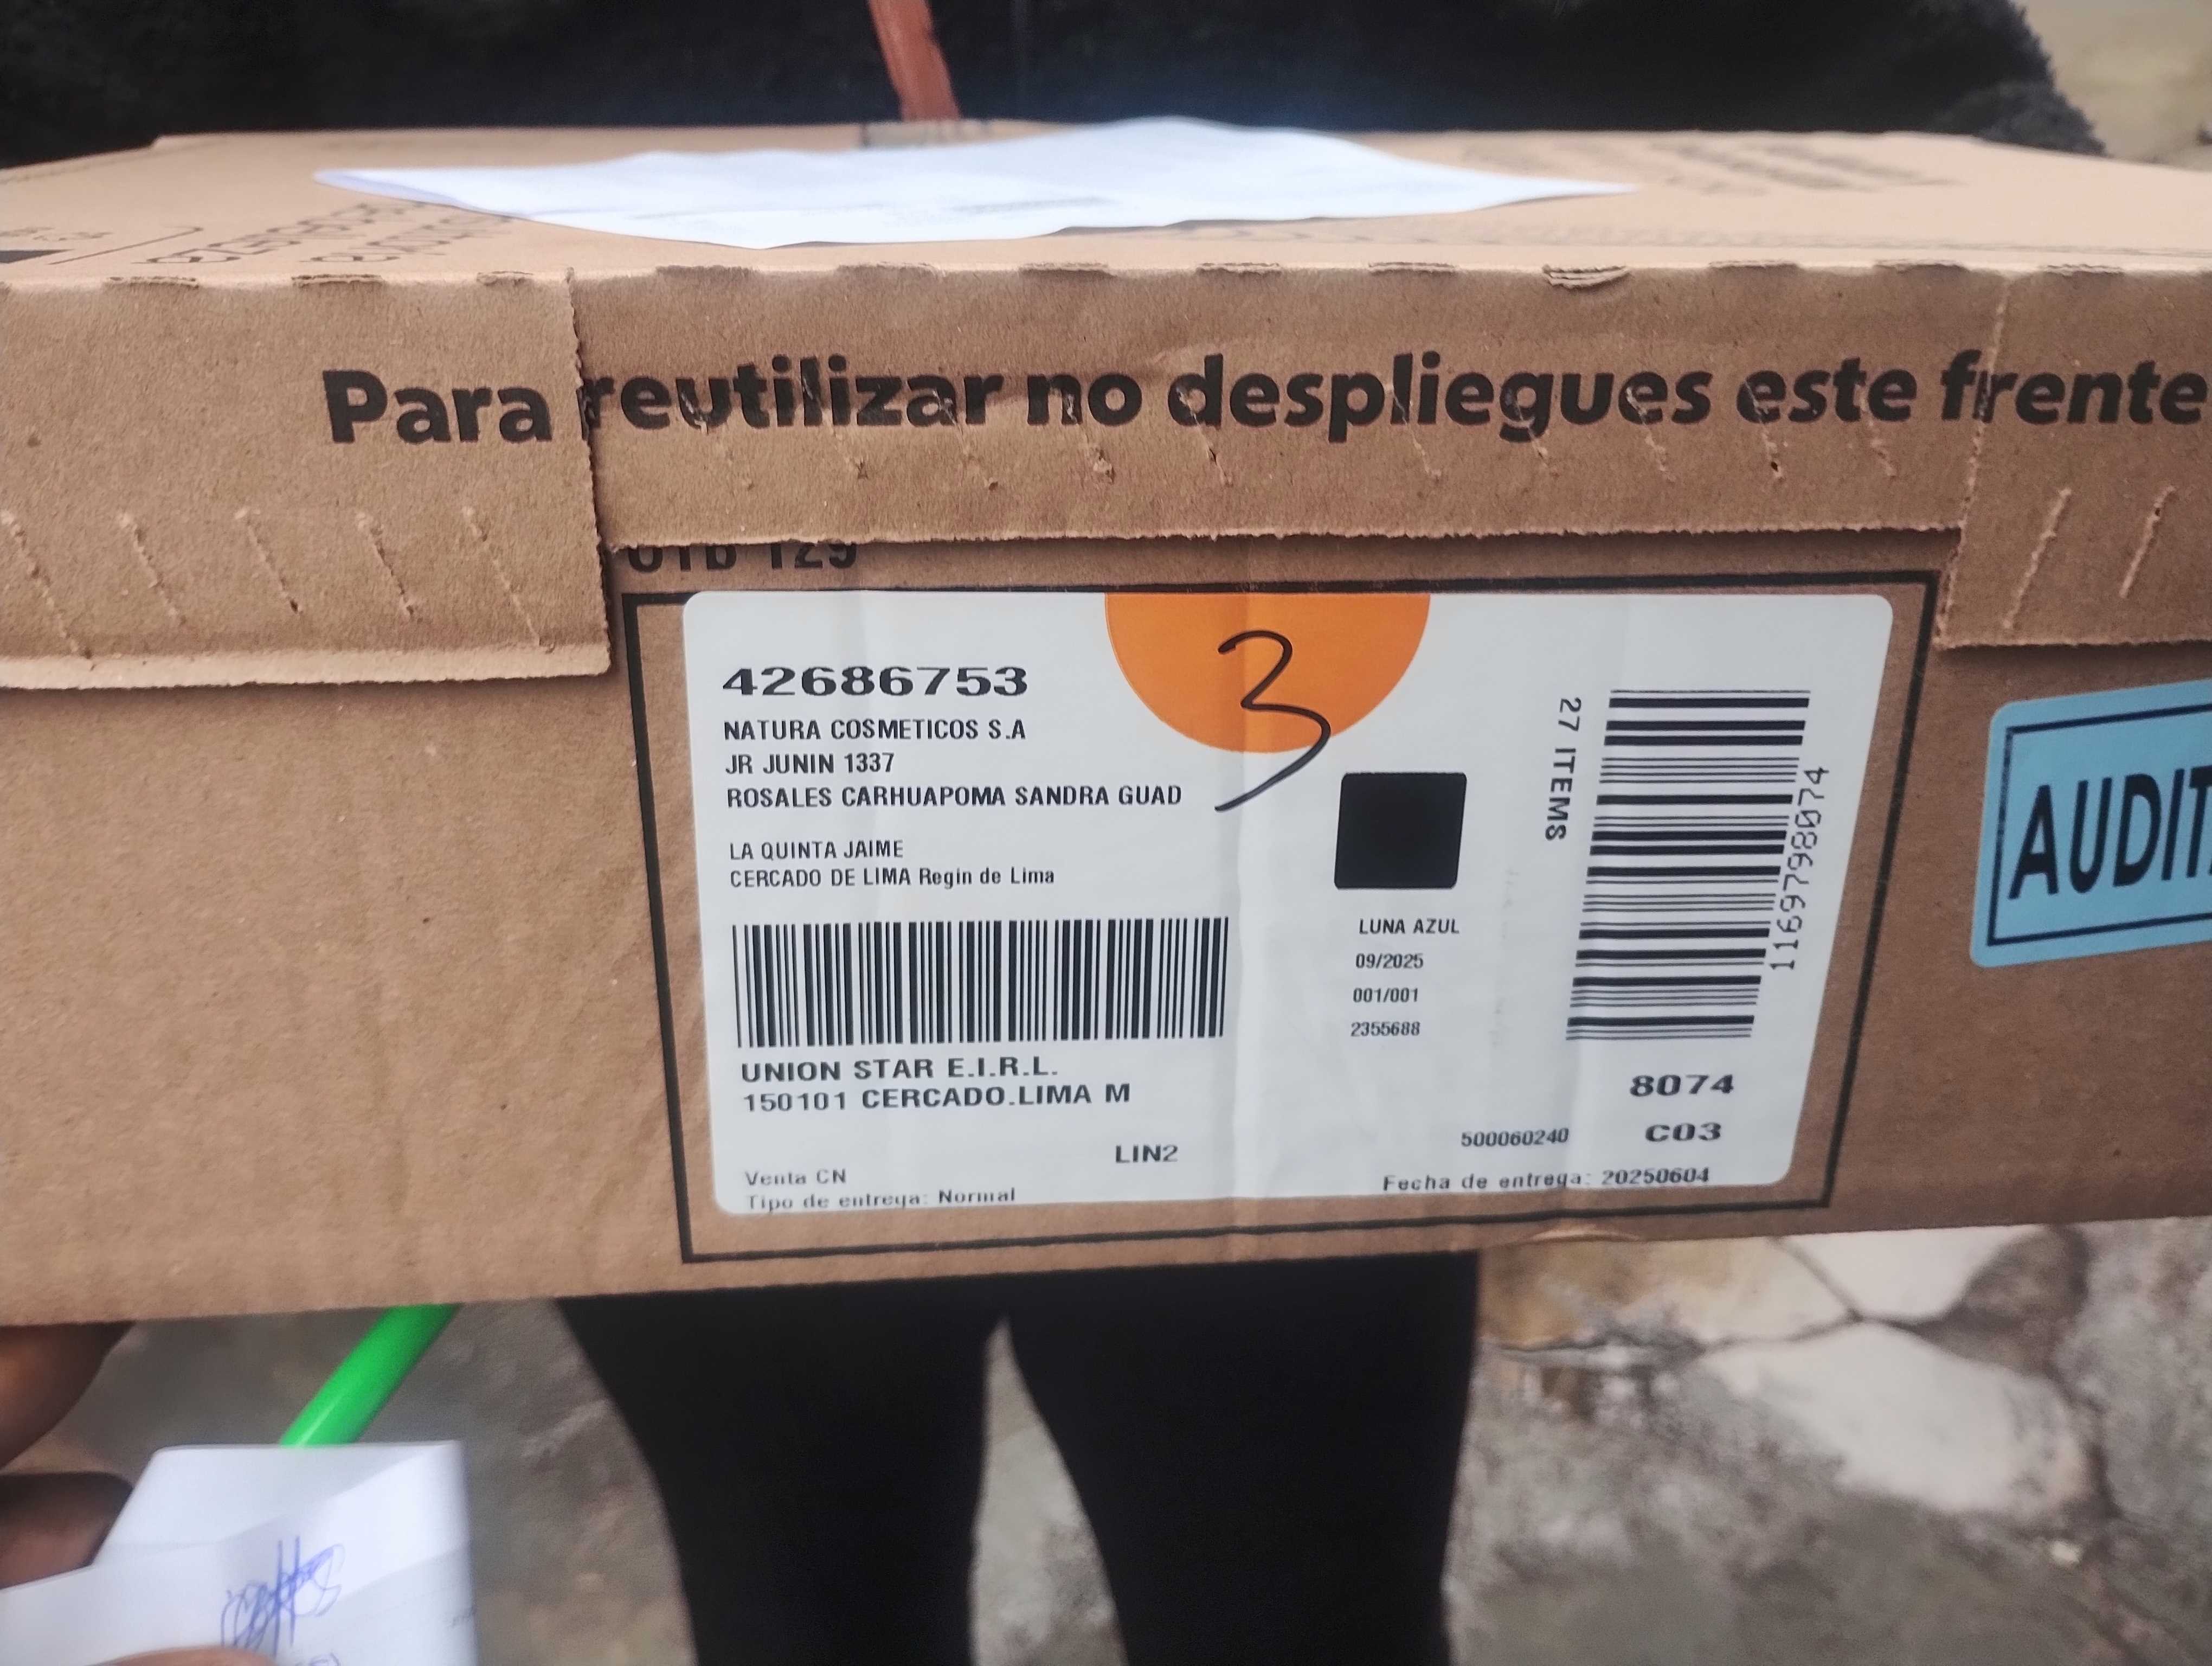 Para reutilizar no despliegues este frente
129
3
42686753
NATURA COSMETICOS S.A
JR JUNIN 1337
ROSALES CARHUAPOMA SANDRA GUAD
LA QUINTA JAIME
CERCADO DE LIMA Regin de Lima
UNION STAR E.I.R.L.
150101 CERCADO.LIMA M
LIN2
Venta CN
Tipo de entrega: Normal
LUNA AZUL
09/2025
001/001
2355688
27 ITEMS
1169798074
8074
500060240
C03
Fecha de entrega: 20250604
AUDIT